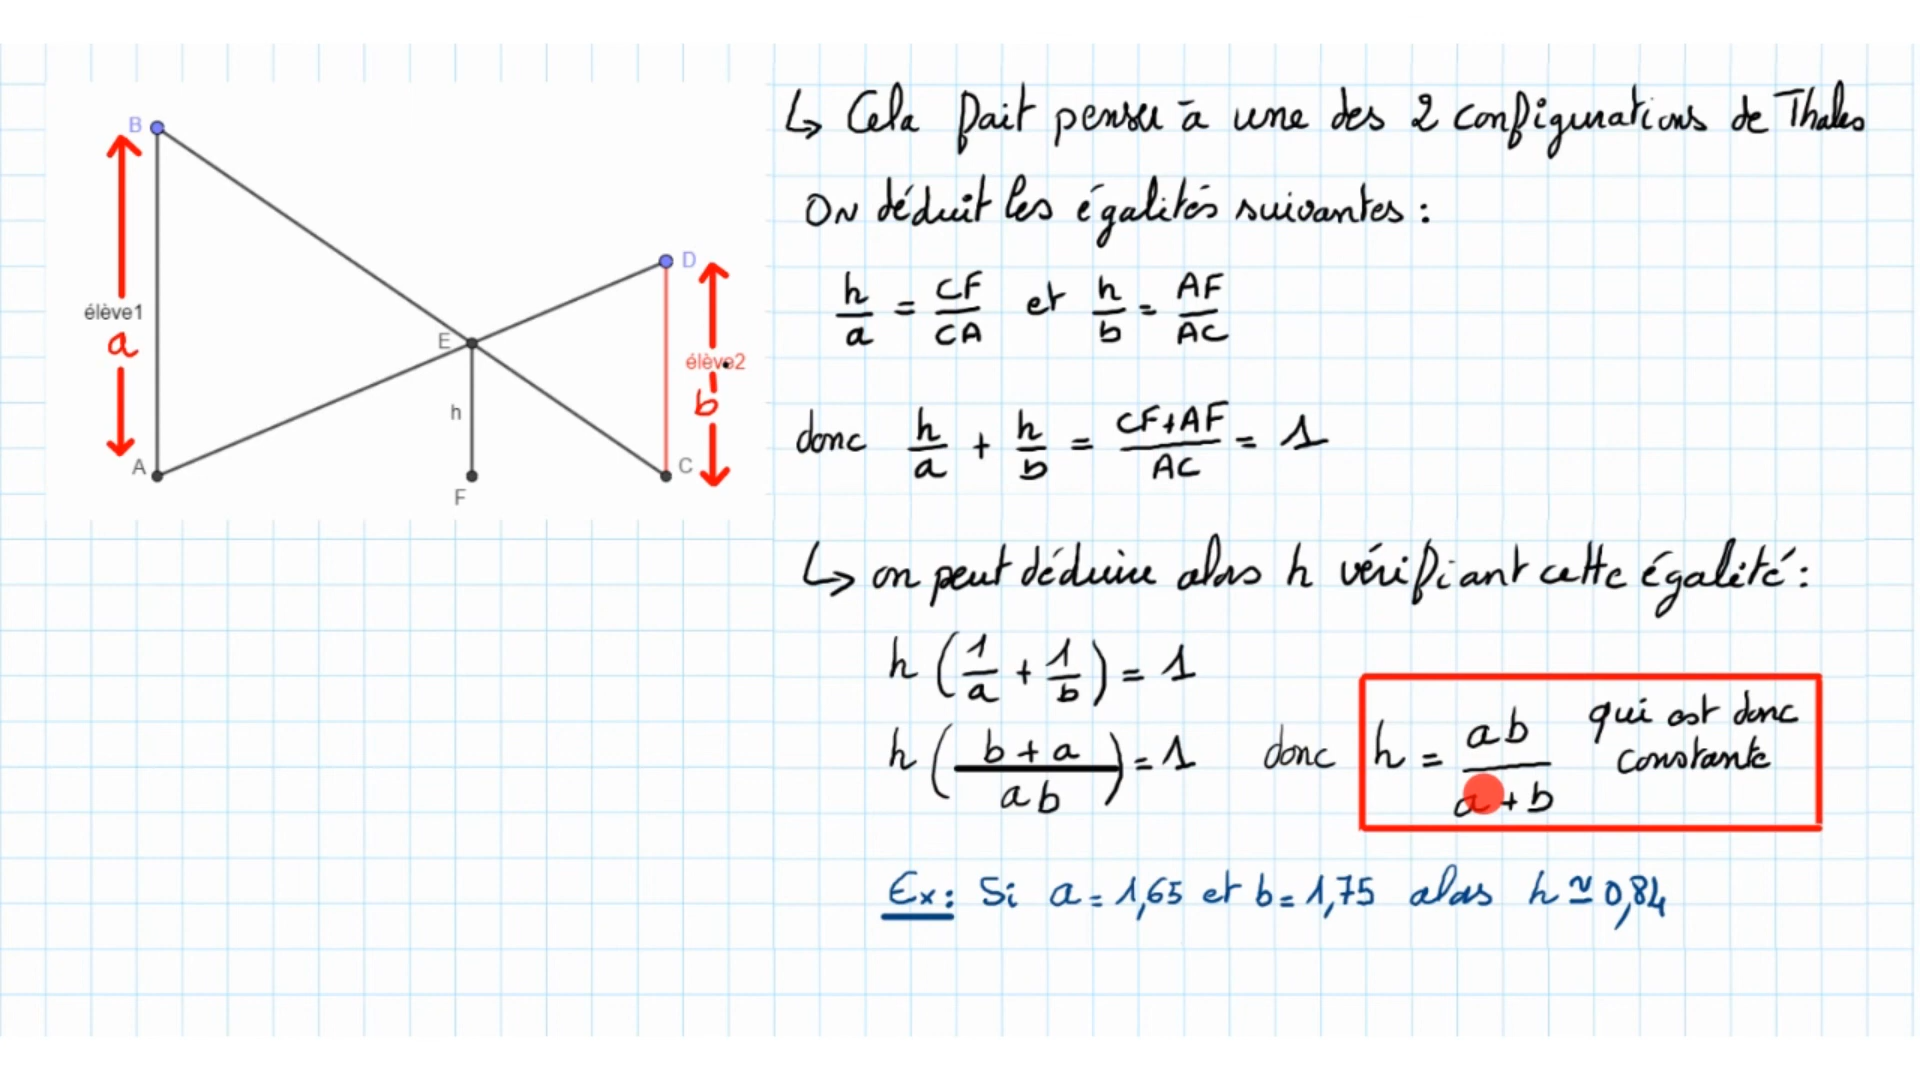 B
D
élève1
a
E
élève2
b
h
A
C
F
↳ Cela fait penser à une des 2 configurations de Thales
On déduit les égalités suivantes :
h/a = CF/CA et h/b = AF/AC
donc h/a + h/b = CF+AF/AC = 1
↳ on peut déduire alors h vérifiant cette égalité :
h (1/a + 1/b) = 1
h (b + a / ab) = 1 donc h = ab / a + b qui est donc constante
Ex : Si a = 1,65 et b = 1,75 alors h ≃ 0,84